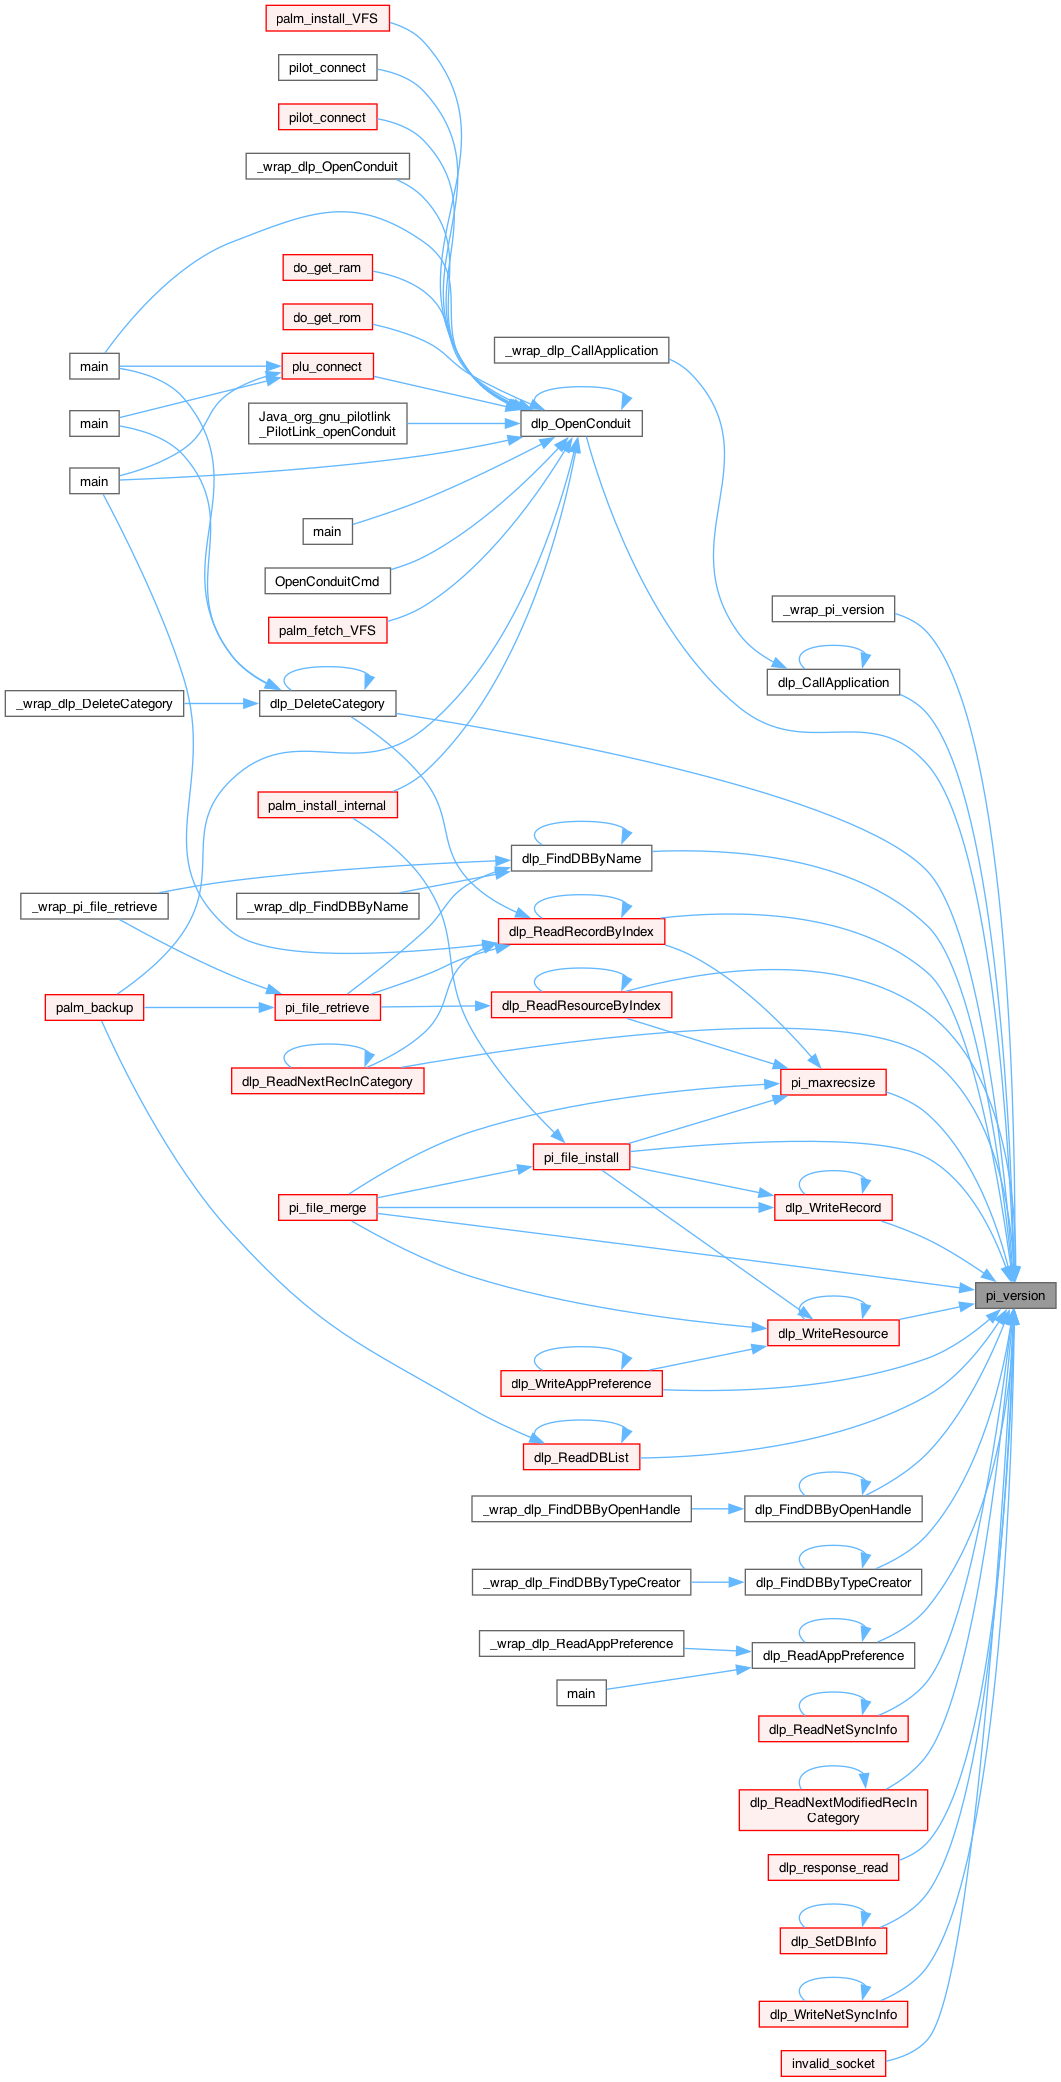 palm_install_VFS
pilot_connect
pilot_connect
_wrap_dlp_OpenConduit
do_get_ram
do_get_rom
_wrap_dlp_CallApplication
main
plu_connect
main
Java_org_gnu_pilotlink
_PilotLink_openConduit
dlp_OpenConduit
main
main
OpenConduitCmd
_wrap_pi_version
palm_fetch_VFS
dlp_CallApplication
_wrap_dlp_DeleteCategory
dlp_DeleteCategory
palm_install_internal
dlp_FindDBByName
_wrap_pi_file_retrieve
_wrap_dlp_FindDBByName
dlp_ReadRecordByIndex
palm_backup
pi_file_retrieve
dlp_ReadResourceByIndex
dlp_ReadNextRecInCategory
pi_maxrecsize
pi_file_install
pi_file_merge
dlp_WriteRecord
pi_version
dlp_WriteResource
dlp_WriteAppPreference
dlp_ReadDBList
_wrap_dlp_FindDBByOpenHandle
dlp_FindDBByOpenHandle
_wrap_dlp_FindDBByTypeCreator
dlp_FindDBByTypeCreator
_wrap_dlp_ReadAppPreference
dlp_ReadAppPreference
main
dlp_ReadNetSyncInfo
dlp_ReadNextModifiedRecIn
Category
dlp_response_read
dlp_SetDBInfo
dlp_WriteNetSyncInfo
invalid_socket